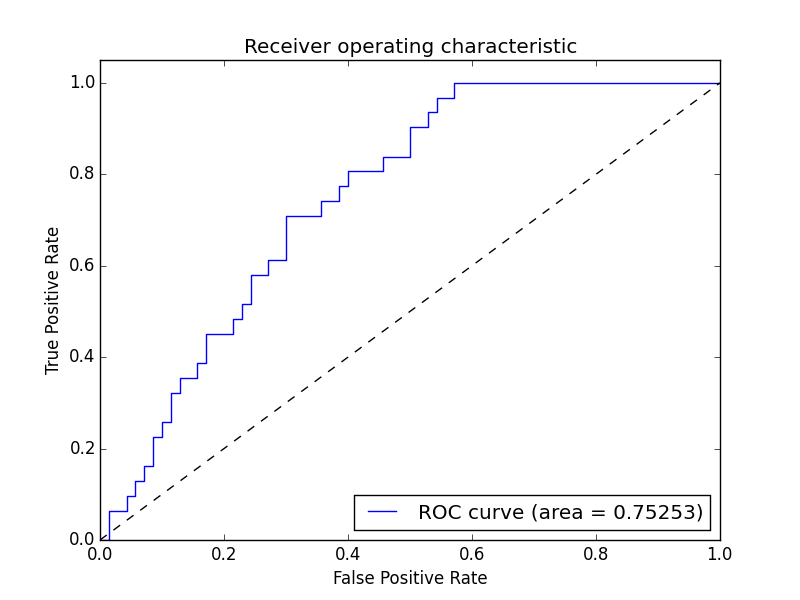 Receiver operating characteristic
1.0
0.8
0.6
0.4
0.2
0.0
True Positive Rate
ROC curve (area = 0.75253)
0.0 0.2 0.4 0.6 0.8 1.0
False Positive Rate